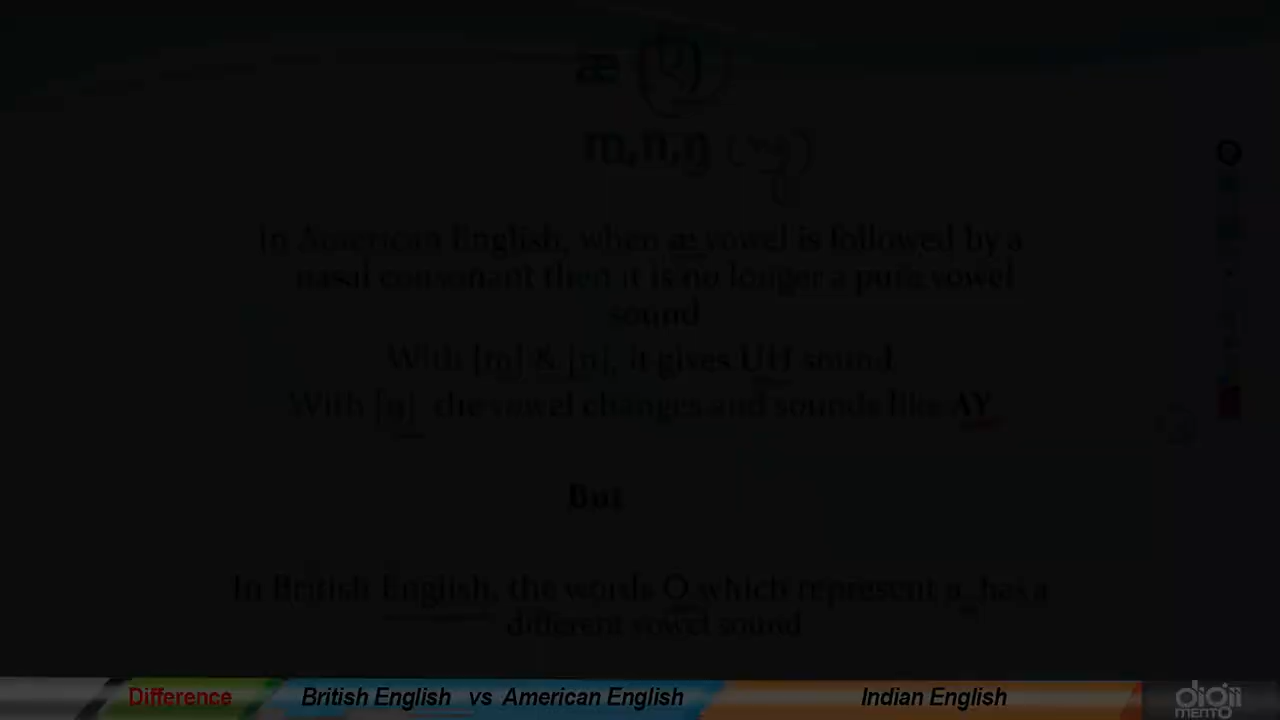 æ
m,n,ŋ
In American English, when æ vowel is followed by a
nasal consonant then it is no longer a pure vowel
sound
With [m] & [n], it gives UH sound
With [ŋ] the vowel changes and sounds like AY
But
In British English, the words O which represent a has a
different vowel sound
Difference British English vs American English Indian English
digii
MENTO